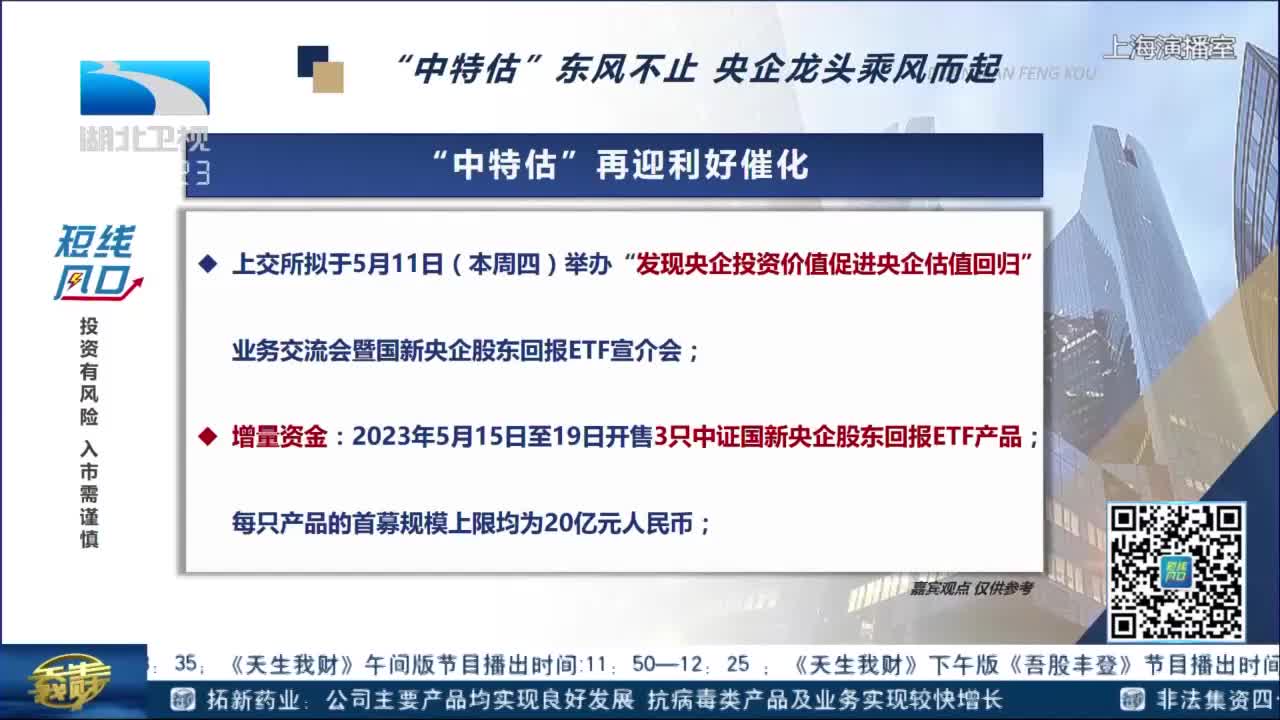 “中特估”东风不止 央企龙头乘风而起
上海演播室
FENG KOU
湖北卫视
23
“中特估”再迎利好催化
短线
风口
投资有风险 入市需谨慎
上交所拟于5月11日（本周四）举办“发现央企投资价值促进央企估值回归”
业务交流会暨国新央企股东回报ETF宣介会；
增量资金：2023年5月15日至19日开售3只中证国新央企股东回报ETF产品；
每只产品的首募规模上限均为20亿元人民币；
短线
风口
嘉宾观点 仅供参考
天生我财
35； 《天生我财》午间版节目播出时间:11：50—12：25 ； 《天生我财》下午版《吾股丰登》节目播出时间
拓新药业：公司主要产品均实现良好发展 抗病毒类产品及业务实现较快增长
非法集资四